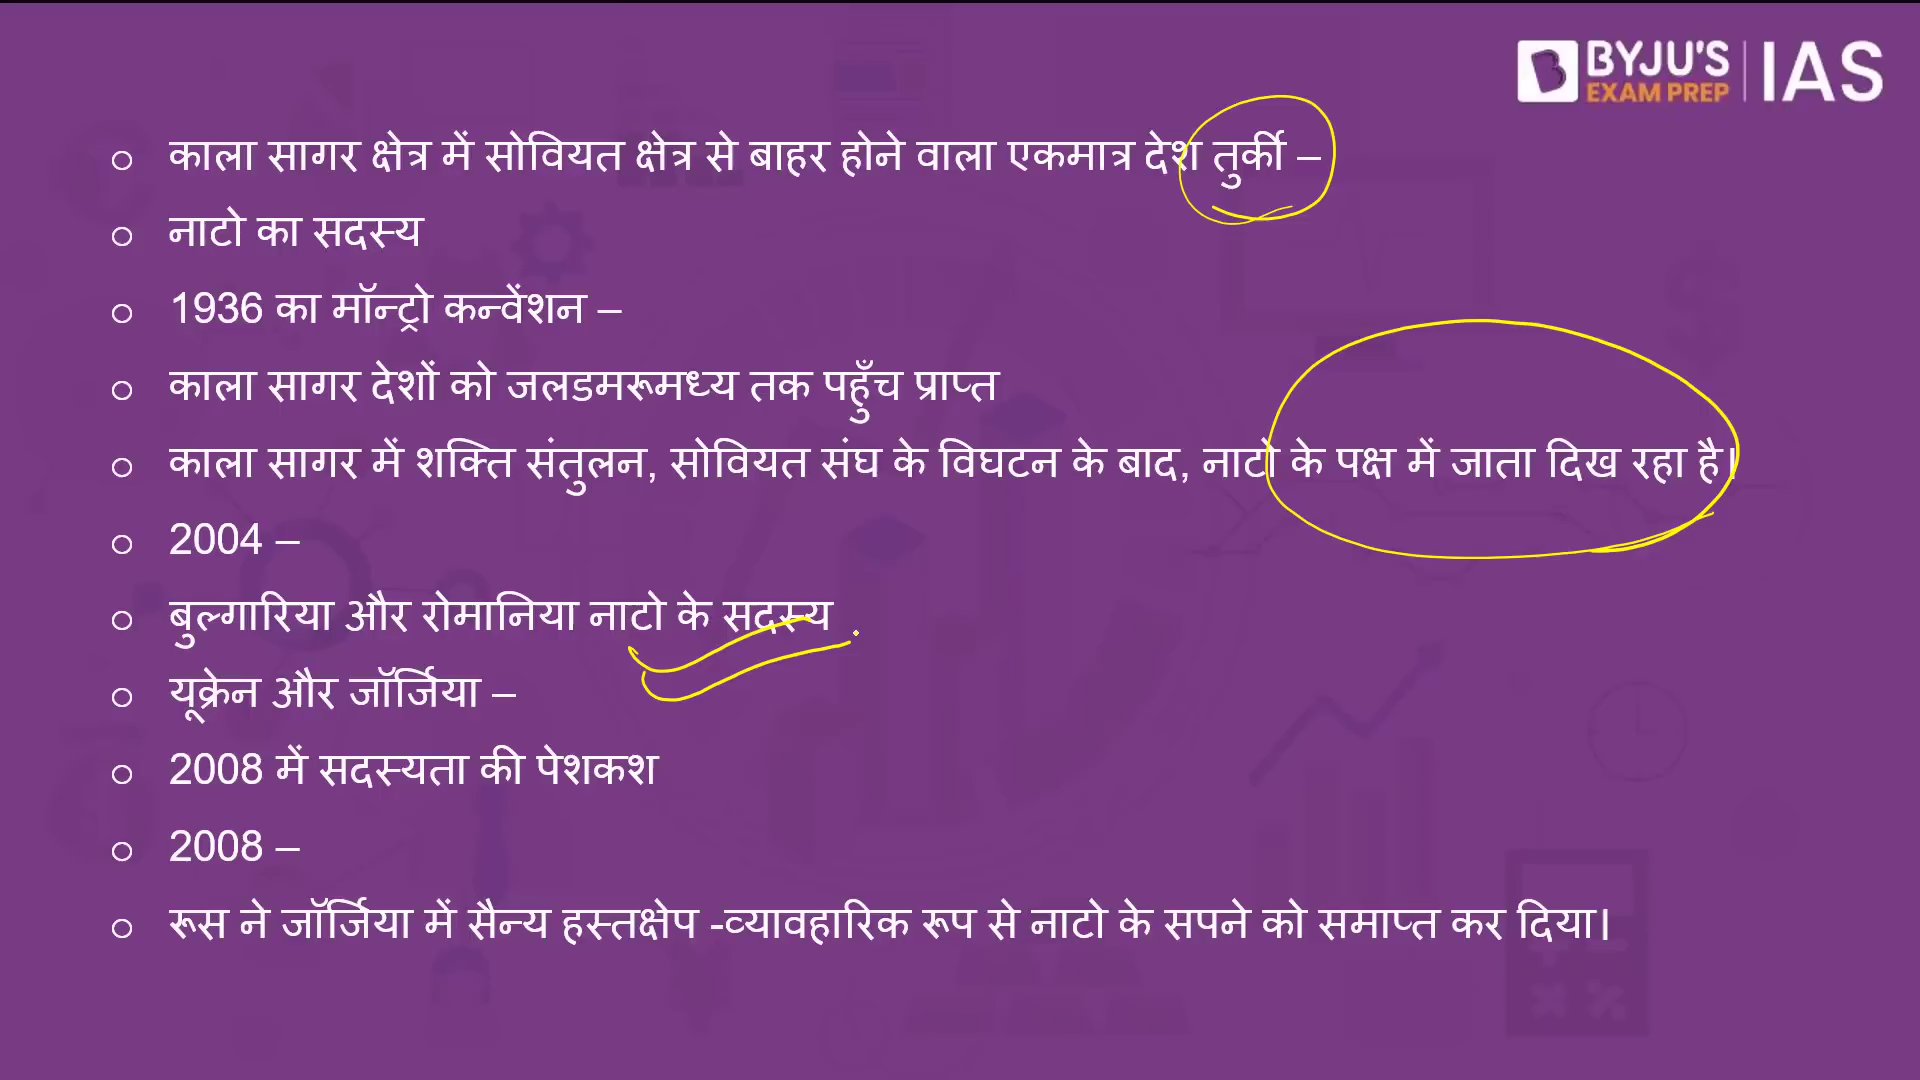 BYJU'S
EXAM PREP
IAS
काला सागर क्षेत्र में सोवियत क्षेत्र से बाहर होने वाला एकमात्र देश तुर्की –
नाटो का सदस्य
1936 का मॉन्ट्रो कन्वेंशन –
काला सागर देशों को जलडमरूमध्य तक पहुँच प्राप्त
काला सागर में शक्ति संतुलन, सोवियत संघ के विघटन के बाद, नाटो के पक्ष में जाता दिख रहा है।
2004 –
बुल्गारिया और रोमानिया नाटो के सदस्य
यूक्रेन और जॉर्जिया –
2008 में सदस्यता की पेशकश
2008 –
रूस ने जॉर्जिया में सैन्य हस्तक्षेप -व्यावहारिक रूप से नाटो के सपने को समाप्त कर दिया।